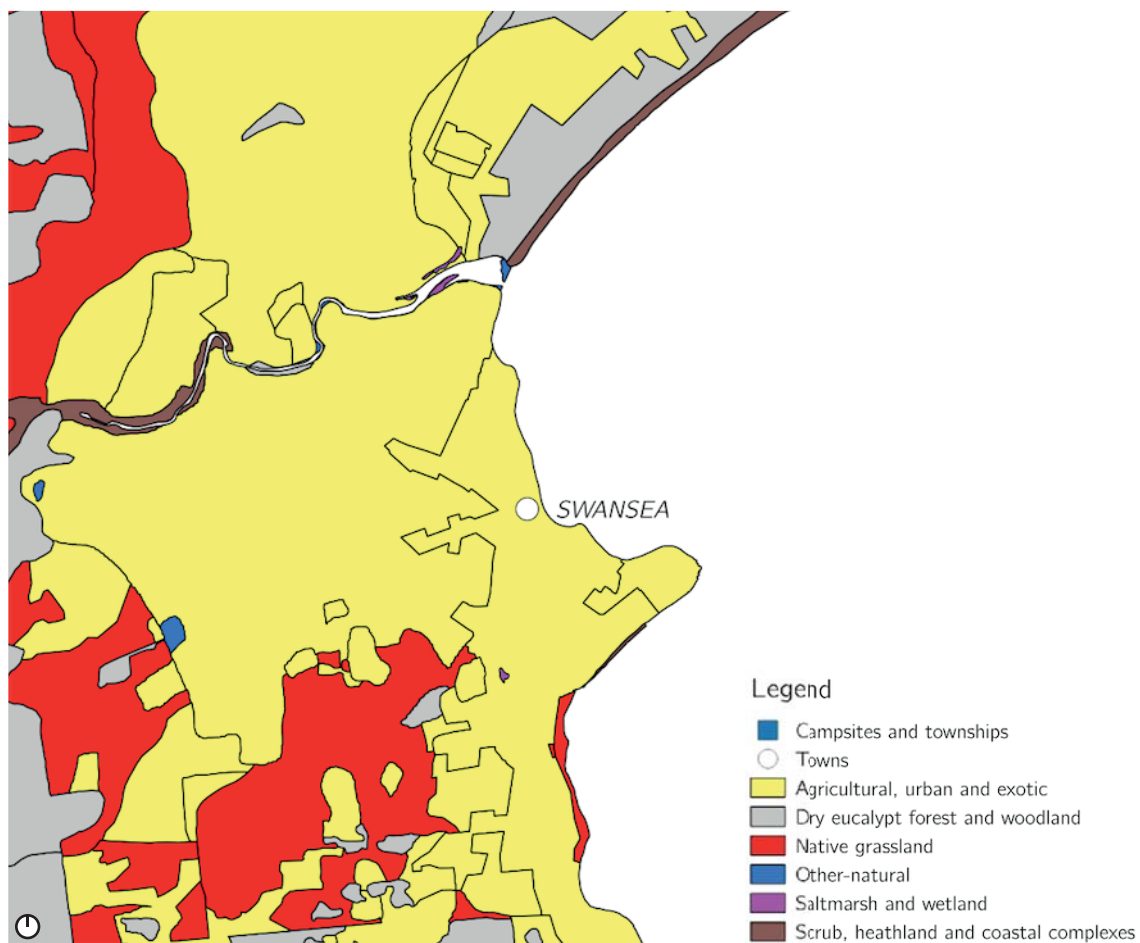 SWANSEA
Legend
Campsites and townships
Towns
Agricultural, urban and exotic
Dry eucalypt forest and woodland
Native grassland
Other-natural
Saltmarsh and wetland
Scrub, heathland and coastal complexes